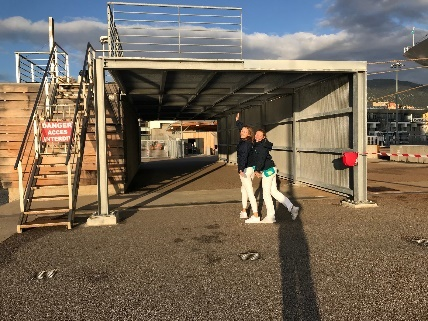 DANGER
ACCES
INTERDIT